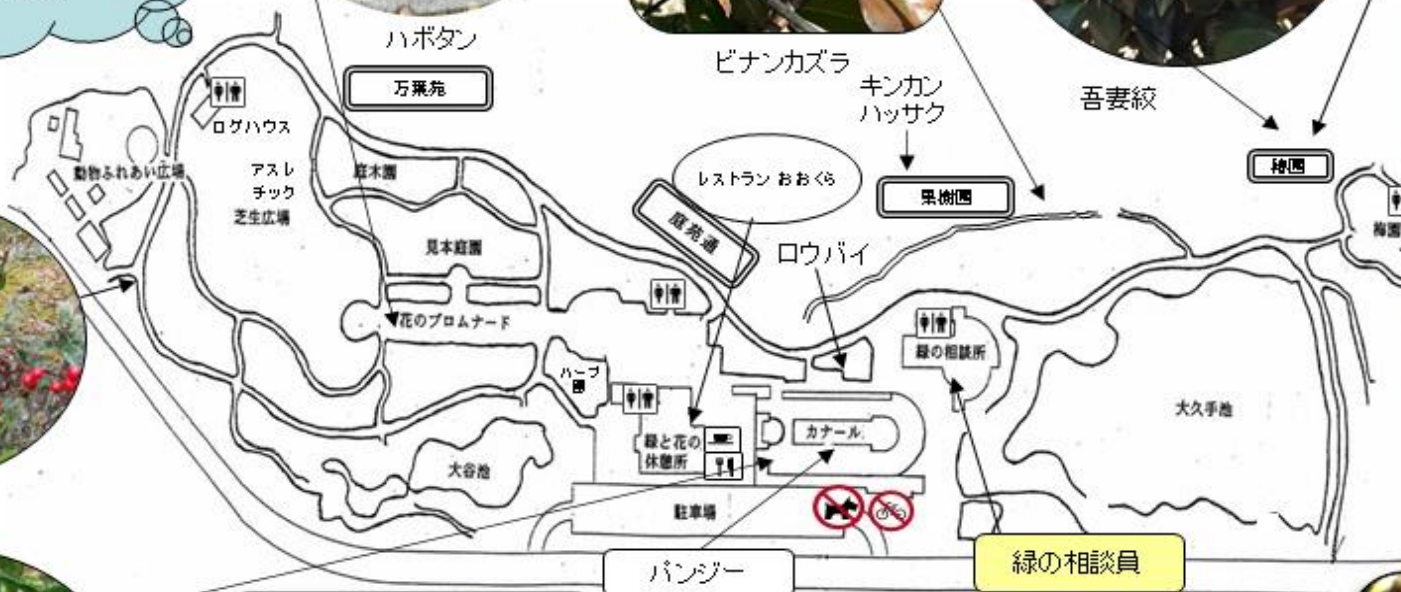 ハボタン
万葉苑
ビナンカズラ
キンカン
ハッサク
吾妻絞
ログハウス
動物ふれあい広場
アスレ
チック
芝生広場
庭木園
レストラン おおくら
果樹園
椿園
庭苑通
梅園
見本庭園
ロウバイ
花のプロムナード
緑の相談所
ハーブ
園
大久手池
カナール
緑と花の
休憩所
大谷池
駐車場
パンジー
緑の相談員